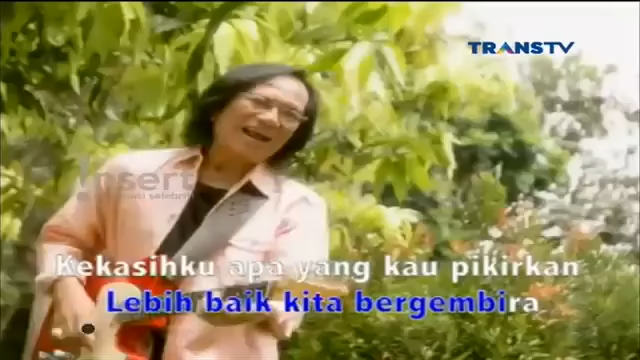 TRANSTV
insert
Kekasihku apa yang kau pikirkan
Lebih baik kita bergembira